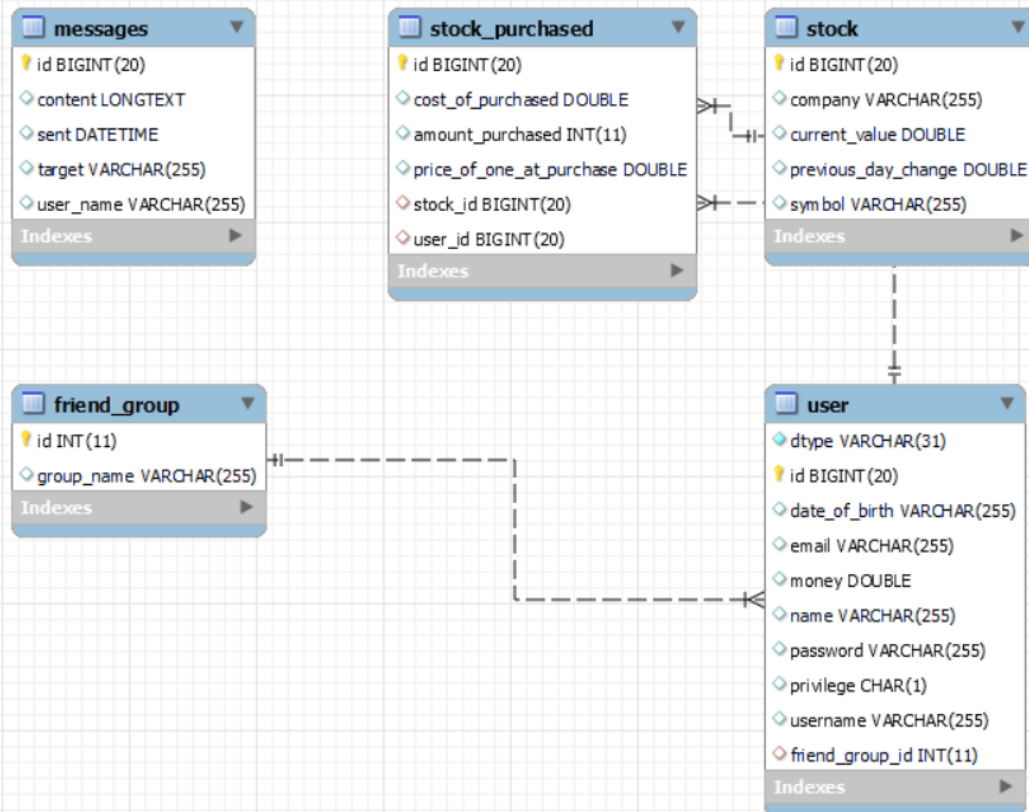 messages
id BIGINT(20)
content LONGTEXT
sent DATETIME
target VARCHAR(255)
user_name VARCHAR(255)
Indexes
stock_purchased
id BIGINT(20)
cost_of_purchased DOUBLE
amount_purchased INT(11)
price_of_one_at_purchase DOUBLE
stock_id BIGINT(20)
user_id BIGINT(20)
Indexes
stock
id BIGINT(20)
company VARCHAR(255)
current_value DOUBLE
previous_day_change DOUBLE
symbol VARCHAR(255)
Indexes
friend_group
id INT(11)
group_name VARCHAR(255)
Indexes
user
dtype VARCHAR(31)
id BIGINT(20)
date_of_birth VARCHAR(255)
email VARCHAR(255)
money DOUBLE
name VARCHAR(255)
password VARCHAR(255)
privilege CHAR(1)
username VARCHAR(255)
friend_group_id INT(11)
Indexes